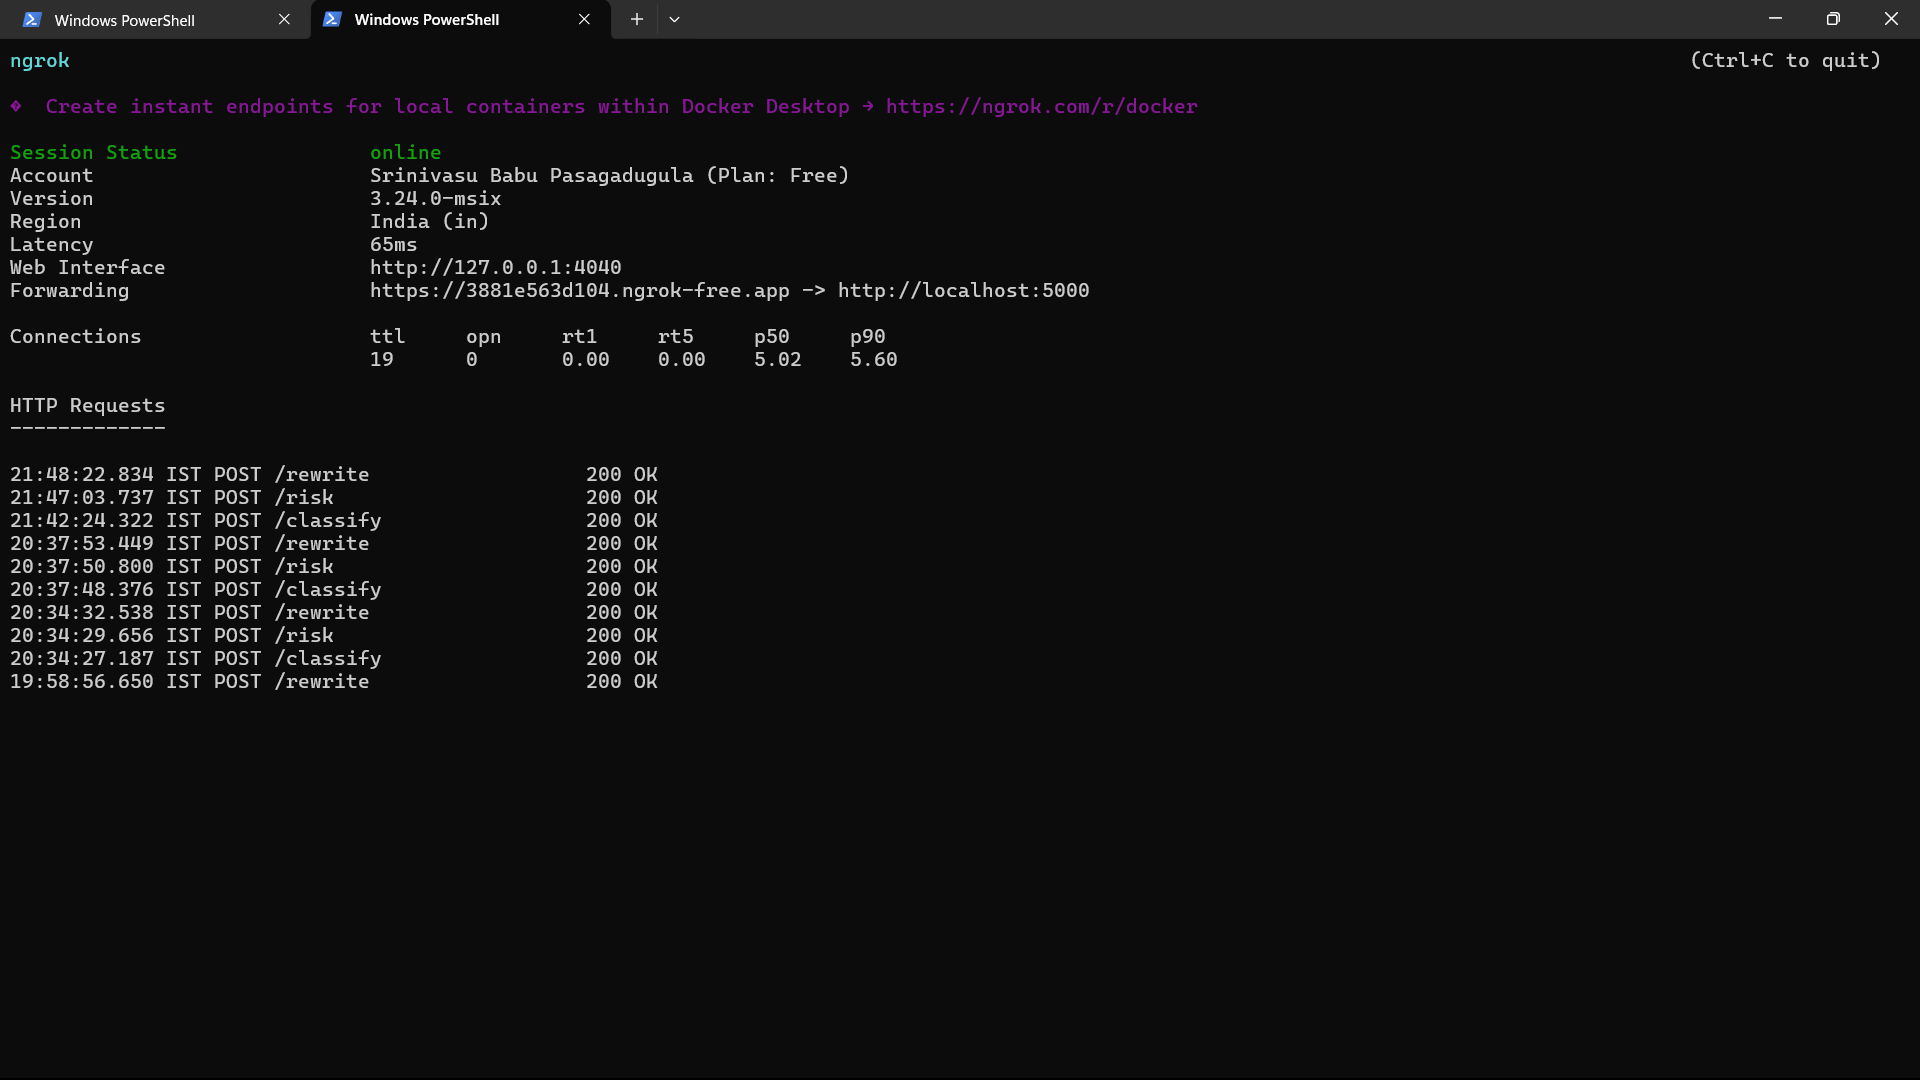 Windows PowerShell
Windows PowerShell
ngrok (Ctrl+C to quit)
� Create instant endpoints for local containers within Docker Desktop → https://ngrok.com/r/docker
Session Status online
Account Srinivasu Babu Pasagadugula (Plan: Free)
Version 3.24.0-msix
Region India (in)
Latency 65ms
Web Interface http://127.0.0.1:4040
Forwarding https://3881e563d104.ngrok-free.app -> http://localhost:5000
Connections ttl opn rt1 rt5 p50 p90
19 0 0.00 0.00 5.02 5.60
HTTP Requests
-------------
21:48:22.834 IST POST /rewrite 200 OK
21:47:03.737 IST POST /risk 200 OK
21:42:24.322 IST POST /classify 200 OK
20:37:53.449 IST POST /rewrite 200 OK
20:37:50.800 IST POST /risk 200 OK
20:37:48.376 IST POST /classify 200 OK
20:34:32.538 IST POST /rewrite 200 OK
20:34:29.656 IST POST /risk 200 OK
20:34:27.187 IST POST /classify 200 OK
19:58:56.650 IST POST /rewrite 200 OK